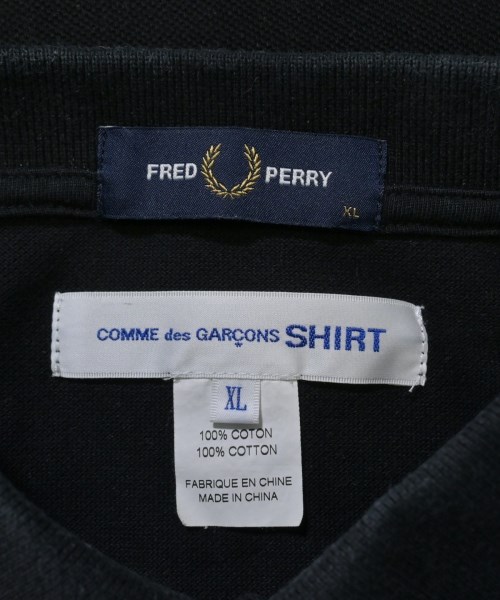 FRED PERRY
XL
COMME des GARÇONS SHIRT
*
XL
100% COTON
100% COTTON
FABRIQUE EN CHINE
MADE IN CHINA